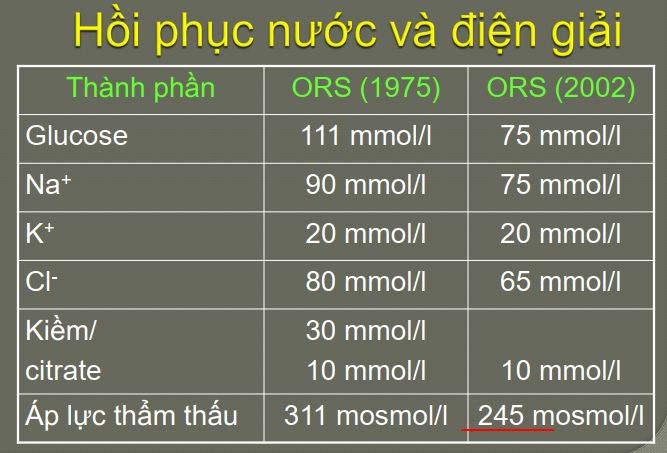 Hồi phục nước và điện giải
Thành phần ORS (1975) ORS (2002)
Glucose 111 mmol/l 75 mmol/l
Na⁺ 90 mmol/l 75 mmol/l
K⁺ 20 mmol/l 20 mmol/l
Cl⁻ 80 mmol/l 65 mmol/l
Kiềm/ 30 mmol/l
citrate 10 mmol/l 10 mmol/l
Áp lực thẩm thấu 311 mosmol/l 245 mosmol/l